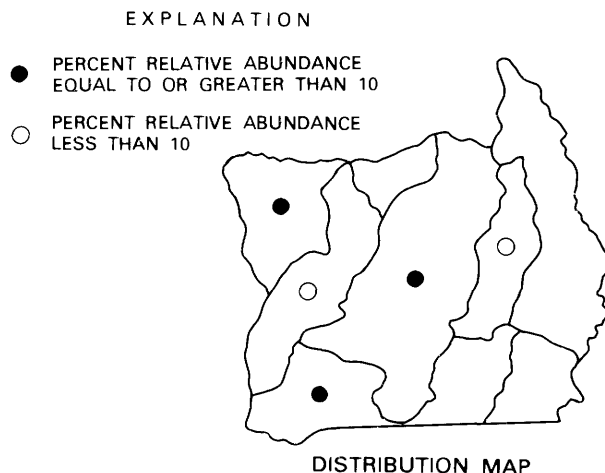 EXPLANATION
PERCENT RELATIVE ABUNDANCE
EQUAL TO OR GREATER THAN 10
PERCENT RELATIVE ABUNDANCE
LESS THAN 10
DISTRIBUTION MAP